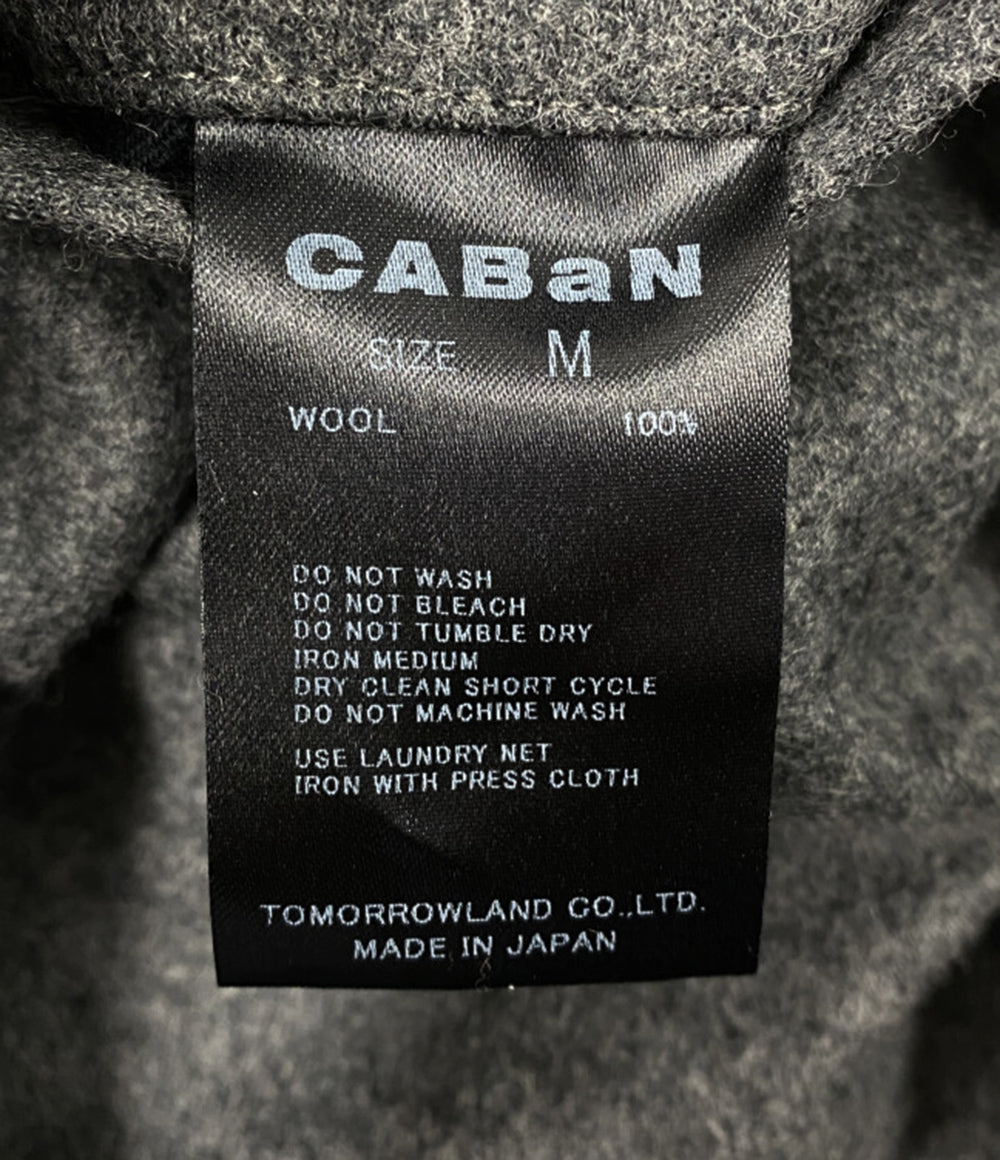 CABaN
SIZE M
WOOL 100%
DO NOT WASH
DO NOT BLEACH
DO NOT TUMBLE DRY
IRON MEDIUM
DRY CLEAN SHORT CYCLE
DO NOT MACHINE WASH
USE LAUNDRY NET
IRON WITH PRESS CLOTH
TOMORROWLAND CO.,LTD.
MADE IN JAPAN